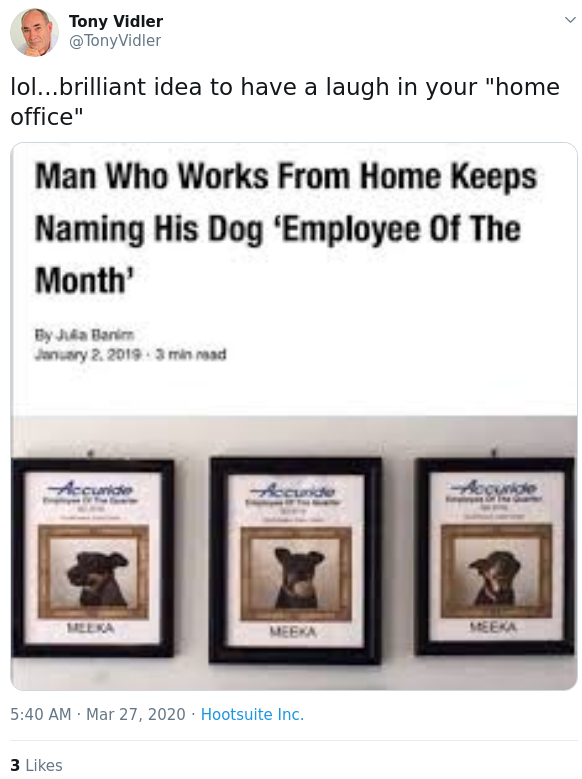 Tony Vidler
@TonyVidler
lol...brilliant idea to have a laugh in your "home
office"
Man Who Works From Home Keeps
Naming His Dog ‘Employee Of The
Month’
By Julia Banim
January 2, 2019 · 3 min read
Accuride
Employee Of The Quarter
MEEKA
Accuride
Employee Of The Quarter
MEEKA
Accuride
Employee Of The Quarter
MEEKA
5:40 AM · Mar 27, 2020 · Hootsuite Inc.
3 Likes